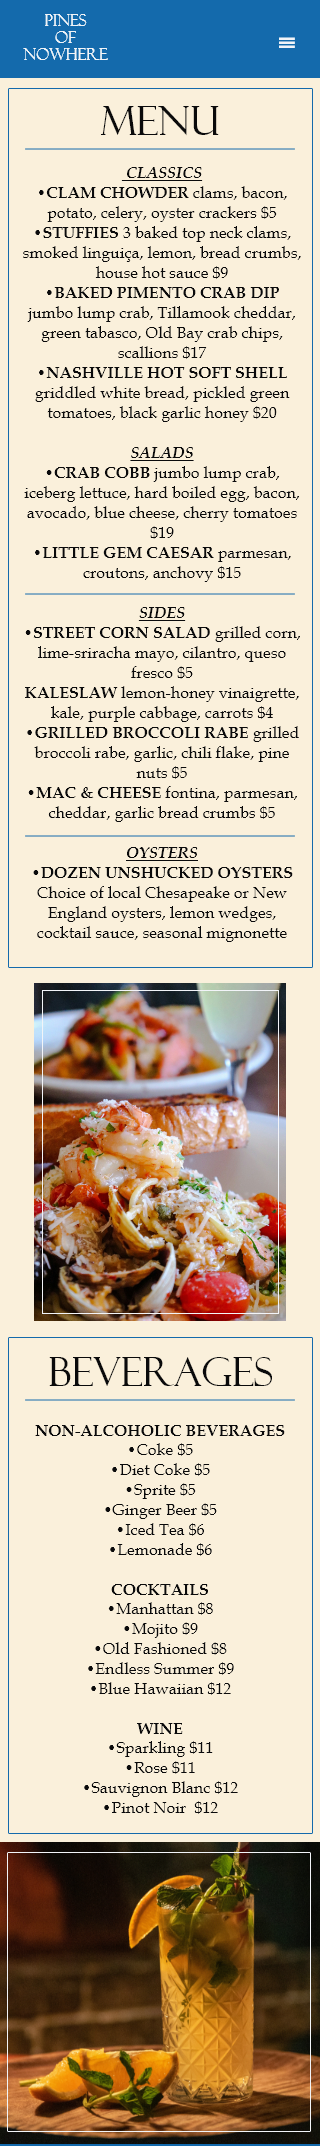 PINES
OF
NOWHERE
MENU
CLASSICS
•CLAM CHOWDER clams, bacon,
potato, celery, oyster crackers $5
•STUFFIES 3 baked top neck clams,
smoked linguiça, lemon, bread crumbs,
house hot sauce $9
•BAKED PIMENTO CRAB DIP
jumbo lump crab, Tillamook cheddar,
green tabasco, Old Bay crab chips,
scallions $17
•NASHVILLE HOT SOFT SHELL
griddled white bread, pickled green
tomatoes, black garlic honey $20
SALADS
•CRAB COBB jumbo lump crab,
iceberg lettuce, hard boiled egg, bacon,
avocado, blue cheese, cherry tomatoes
$19
•LITTLE GEM CAESAR parmesan,
croutons, anchovy $15
SIDES
•STREET CORN SALAD grilled corn,
lime-sriracha mayo, cilantro, queso
fresco $5
KALESLAW lemon-honey vinaigrette,
kale, purple cabbage, carrots $4
•GRILLED BROCCOLI RABE grilled
broccoli rabe, garlic, chili flake, pine
nuts $5
•MAC & CHEESE fontina, parmesan,
cheddar, garlic bread crumbs $5
OYSTERS
•DOZEN UNSHUCKED OYSTERS
Choice of local Chesapeake or New
England oysters, lemon wedges,
cocktail sauce, seasonal mignonette
BEVERAGES
NON-ALCOHOLIC BEVERAGES
•Coke $5
•Diet Coke $5
•Sprite $5
•Ginger Beer $5
•Iced Tea $6
•Lemonade $6
COCKTAILS
•Manhattan $8
•Mojito $9
•Old Fashioned $8
•Endless Summer $9
•Blue Hawaiian $12
WINE
•Sparkling $11
•Rose $11
•Sauvignon Blanc $12
•Pinot Noir $12